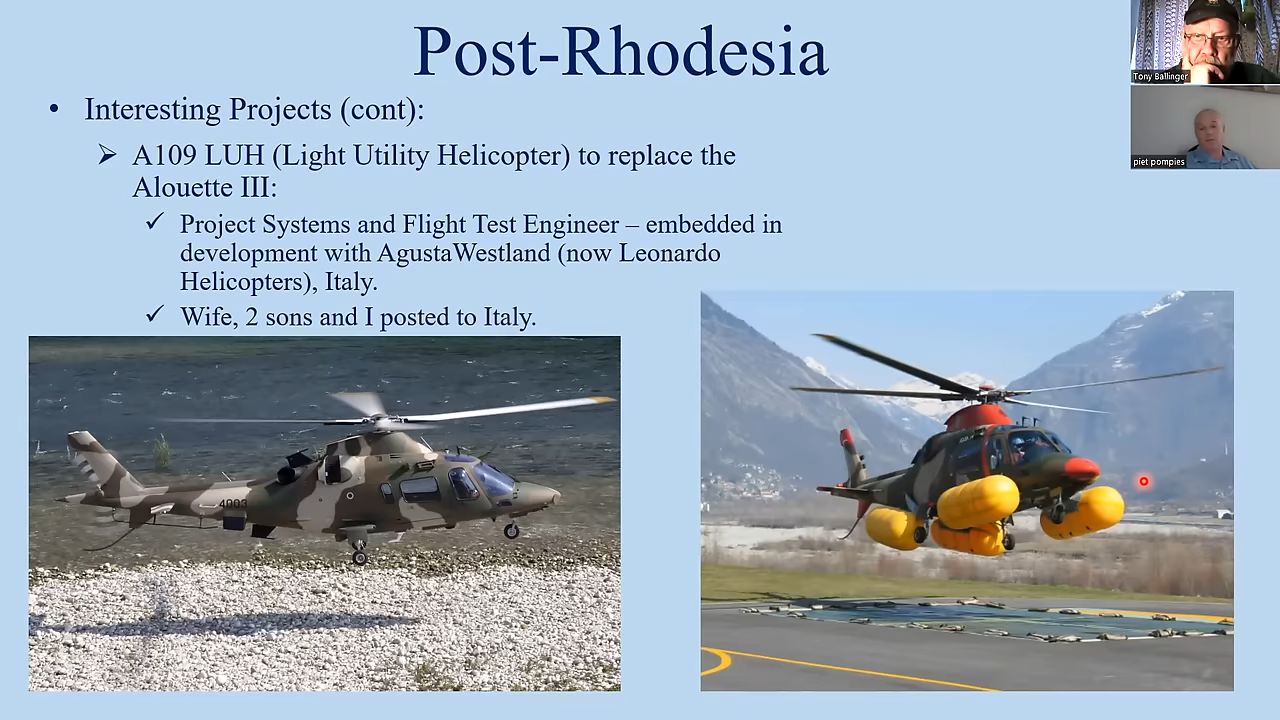 Post-Rhodesia
• Interesting Projects (cont):
➢ A109 LUH (Light Utility Helicopter) to replace the
Alouette III:
✓ Project Systems and Flight Test Engineer – embedded in
development with AgustaWestland (now Leonardo
Helicopters), Italy.
✓ Wife, 2 sons and I posted to Italy.
4003
Tony Ballinger
piet pompies